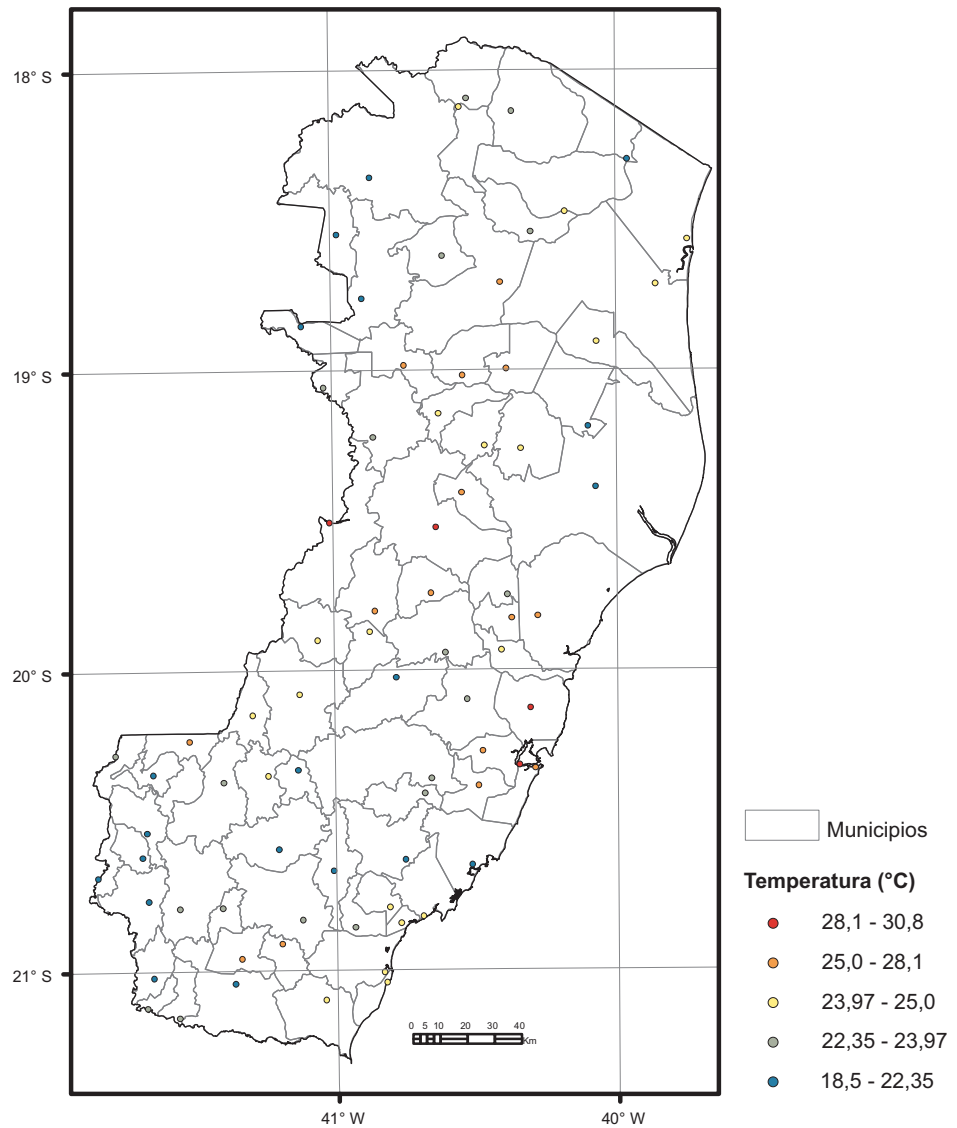 18° S
19° S
20° S
21° S
41° W
40° W
0 5 10 20 30 40
Km
Municipios
Temperatura (°C)
28,1 - 30,8
25,0 - 28,1
23,97 - 25,0
22,35 - 23,97
18,5 - 22,35